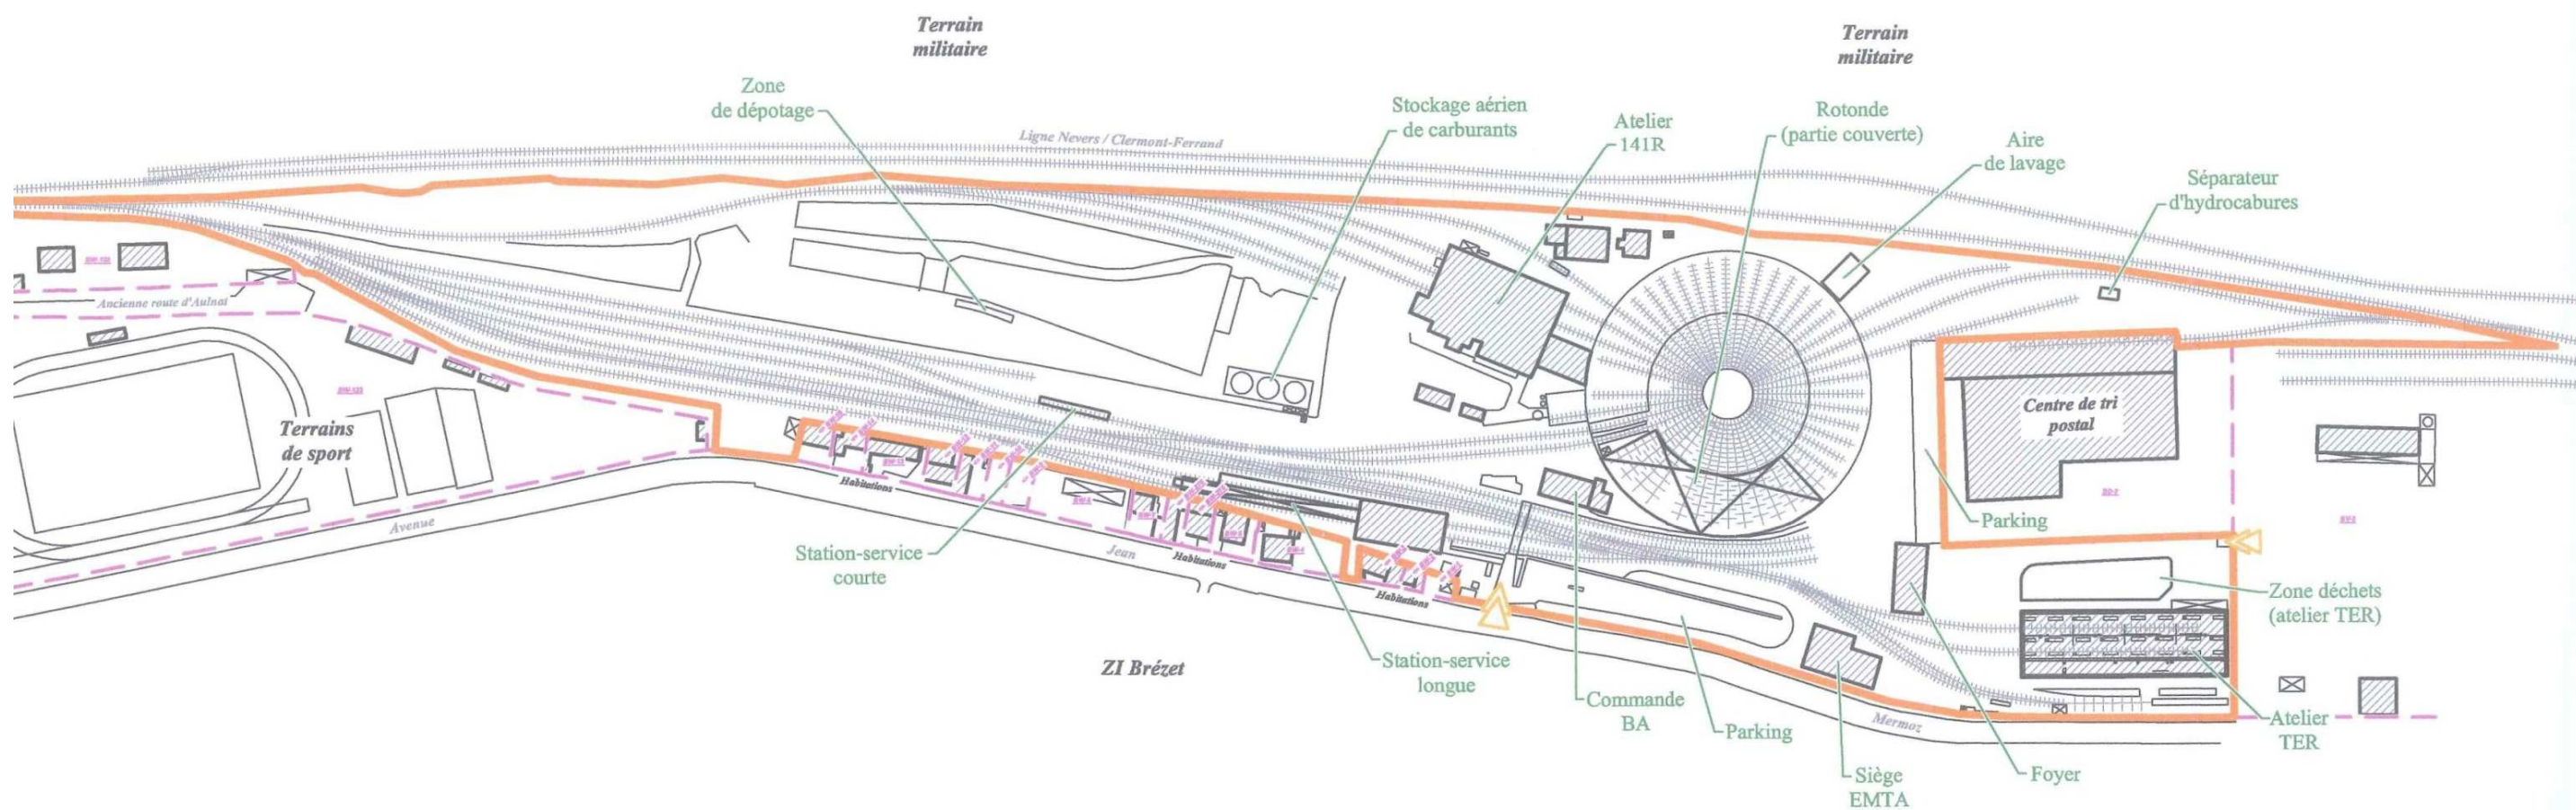 Terrain
militaire
Terrain
militaire
Zone
de dépotage
Stockage aérien
de carburants
Atelier
141R
Rotonde
(partie couverte)
Aire
de lavage
Séparateur
d'hydrocabures
Ligne Nevers / Clermont-Ferrand
Ancienne route d'Aulnat
Terrains
de sport
Centre de tri
postal
Parking
Habitations
Avenue
Jean
Habitations
Habitations
Station-service
courte
Zone déchets
(atelier TER)
ZI Brézet
Station-service
longue
Commande
BA
Parking
Mermoz
Atelier
TER
Siège
EMTA
Foyer